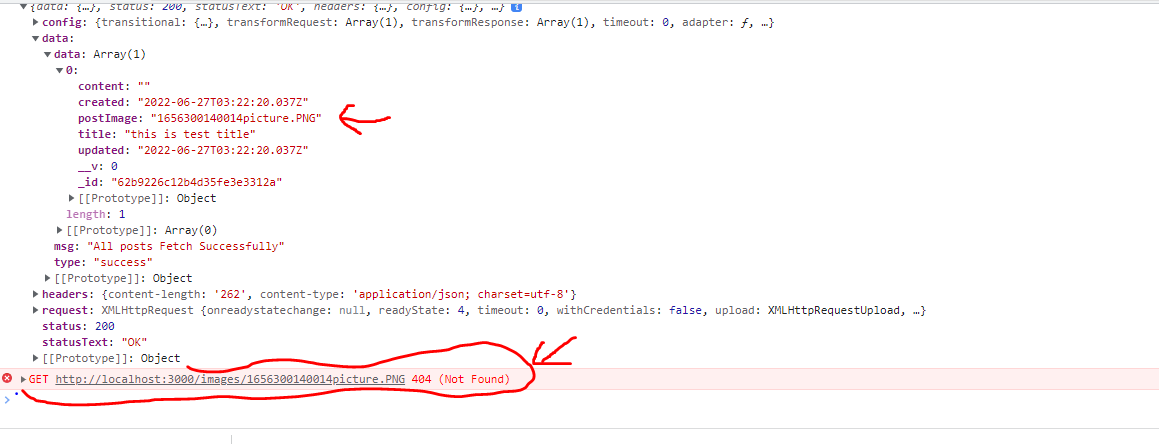 ▼{data: {…}, status: 200, statusText: 'OK', headers: {…}, config: {…}, …} i
▶config: {transitional: {…}, transformRequest: Array(1), transformResponse: Array(1), timeout: 0, adapter: ƒ, …}
▼data:
▼data: Array(1)
▼0:
content: ""
created: "2022-06-27T03:22:20.037Z"
postImage: "1656300140014picture.PNG"
title: "this is test title"
updated: "2022-06-27T03:22:20.037Z"
__v: 0
_id: "62b9226c12b4d35fe3e3312a"
▶[[Prototype]]: Object
length: 1
▶[[Prototype]]: Array(0)
msg: "All posts Fetch Successfully"
type: "success"
▶[[Prototype]]: Object
▶headers: {content-length: '262', content-type: 'application/json; charset=utf-8'}
▶request: XMLHttpRequest {onreadystatechange: null, readyState: 4, timeout: 0, withCredentials: false, upload: XMLHttpRequestUpload, …}
status: 200
statusText: "OK"
▶[[Prototype]]: Object
▶GET http://localhost:3000/images/1656300140014picture.PNG 404 (Not Found)